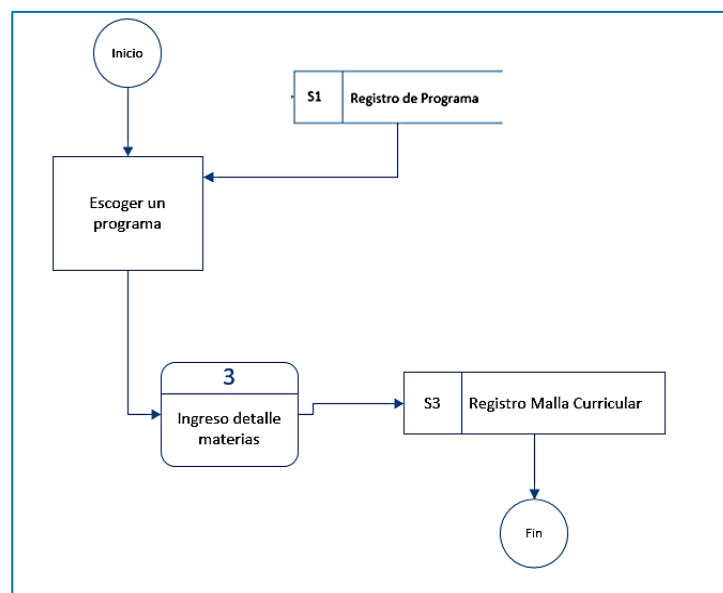 Inicio
S1
Registro de Programa
Escoger un
programa
3
Ingreso detalle
materias
S3
Registro Malla Curricular
Fin